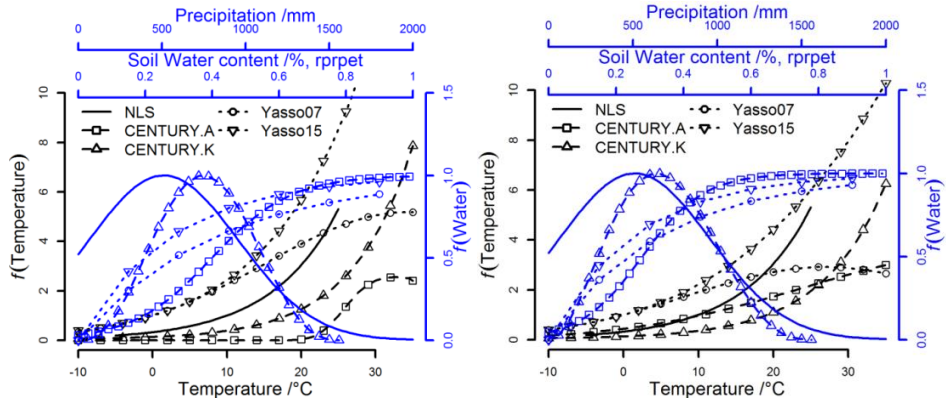 Precipitation /mm
0 500 1000 1500 2000
Soil Water content /%, rprpet
0 0.2 0.4 0.6 0.8 1
NLS
CENTURY.A
CENTURY.K
Yasso07
Yasso15
f(Temperature)
0 2 4 6 8 10
f(Water)
0.0 0.5 1.0 1.5
-10 0 10 20 30
Temperature /°C
Precipitation /mm
0 500 1000 1500 2000
Soil Water content /%, rprpet
0 0.2 0.4 0.6 0.8 1
NLS
CENTURY.A
CENTURY.K
Yasso07
Yasso15
f(Temperature)
0 2 4 6 8 10
f(Water)
0.0 0.5 1.0 1.5
-10 0 10 20 30
Temperature /°C